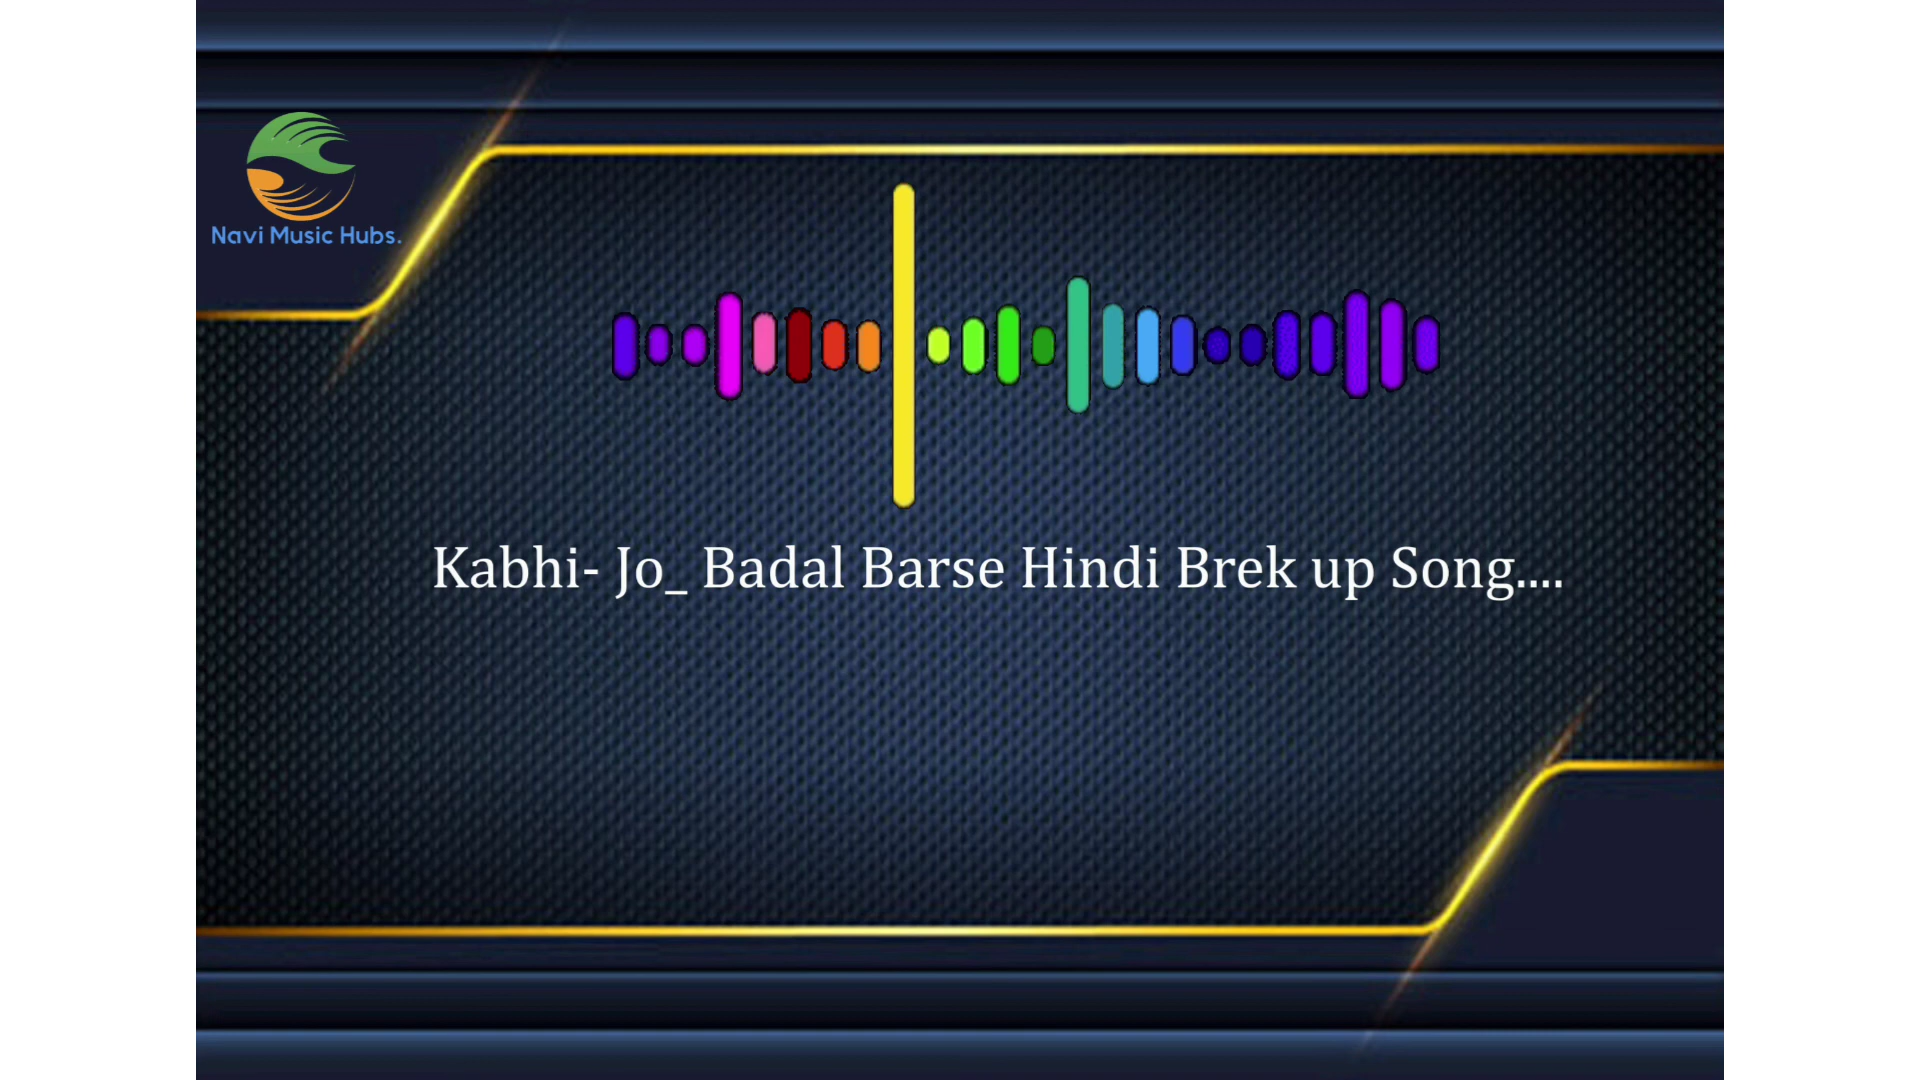 Navi Music Hubs.
Kabhi- Jo_ Badal Barse Hindi Brek up Song....